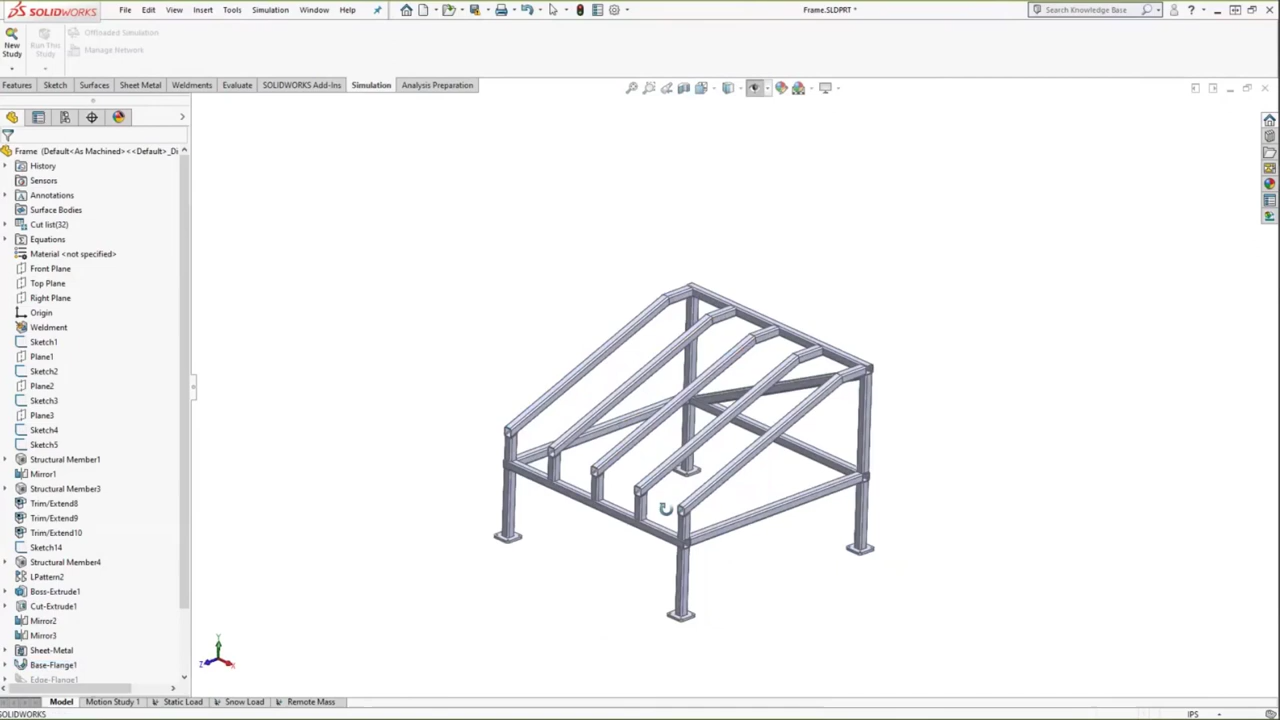 SOLIDWORKS
File Edit View Insert Tools Simulation Window Help
Frame.SLDPRT *
Search Knowledge Base
New Study
Run This Study
Offloaded Simulation
Manage Network
Features Sketch Surfaces Sheet Metal Weldments Evaluate SOLIDWORKS Add-Ins Simulation Analysis Preparation
Frame (Default<As Machined><<Default>_Di
History
Sensors
Annotations
Surface Bodies
Cut list(32)
Equations
Material <not specified>
Front Plane
Top Plane
Right Plane
Origin
Weldment
Sketch1
Plane1
Sketch2
Plane2
Sketch3
Plane3
Sketch4
Sketch5
Structural Member1
Mirror1
Structural Member3
Trim/Extend8
Trim/Extend9
Trim/Extend10
Sketch14
Structural Member4
LPattern2
Boss-Extrude1
Cut-Extrude1
Mirror2
Mirror3
Sheet-Metal
Base-Flange1
Edge-Flange1
Y
Z X
Model Motion Study 1 Static Load Snow Load Remote Mass
SOLIDWORKS
IPS